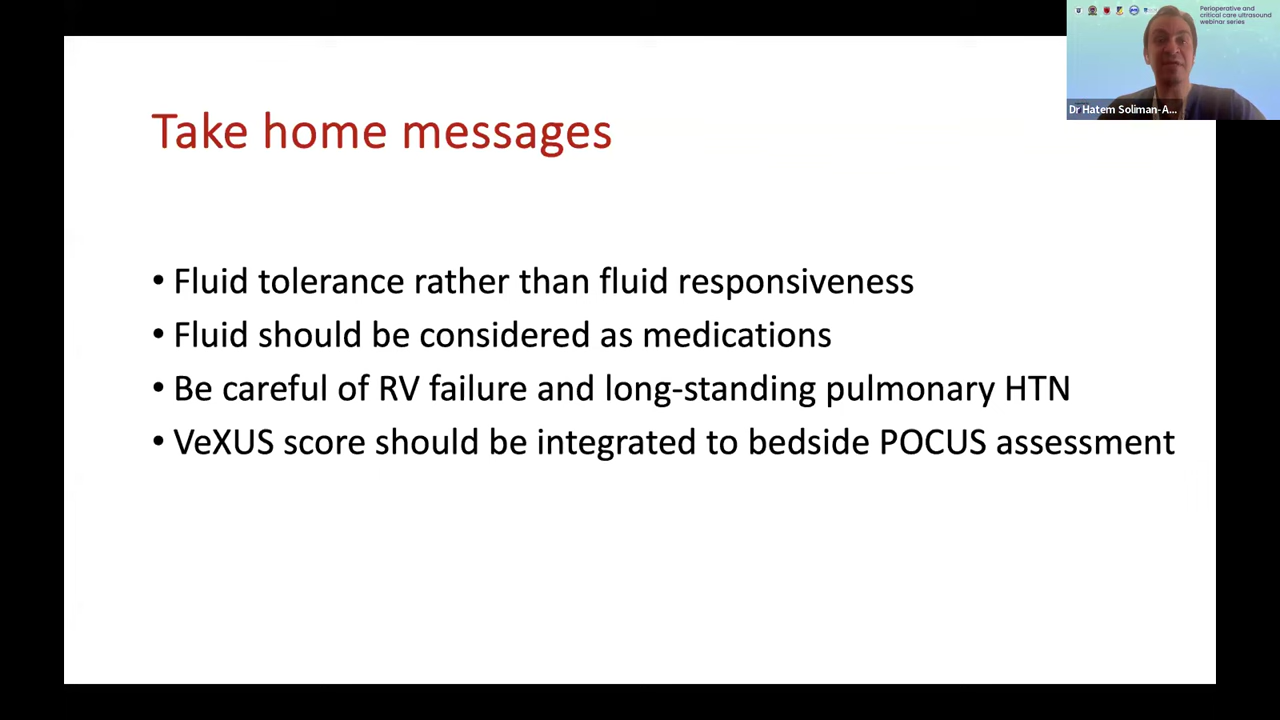 Perioperative and
critical care ultrasound
webinar series
Dr Hatem Soliman-A...
Take home messages
• Fluid tolerance rather than fluid responsiveness
• Fluid should be considered as medications
• Be careful of RV failure and long-standing pulmonary HTN
• VeXUS score should be integrated to bedside POCUS assessment